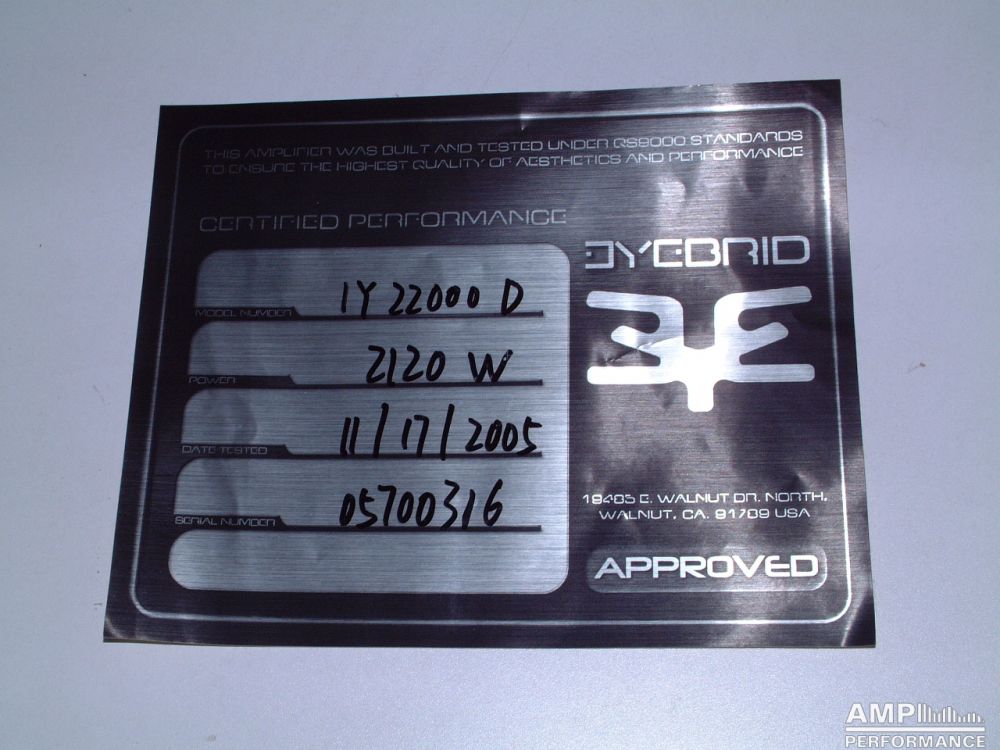 THIS AMPLIFIER WAS BUILT AND TESTED UNDER QS9000 STANDARDS
TO ENSURE THE HIGHEST QUALITY OF AESTHETICS AND PERFORMANCE
CERTIFIED PERFORMANCE
MODEL NUMBER 1Y 22000 D
POWER 2120 W
DATE TESTED 11/17/2005
SERIAL NUMBER 05700316
EYEBRID
19405 E. WALNUT DR. NORTH,
WALNUT, CA. 91789 USA
APPROVED
AMP
PERFORMANCE